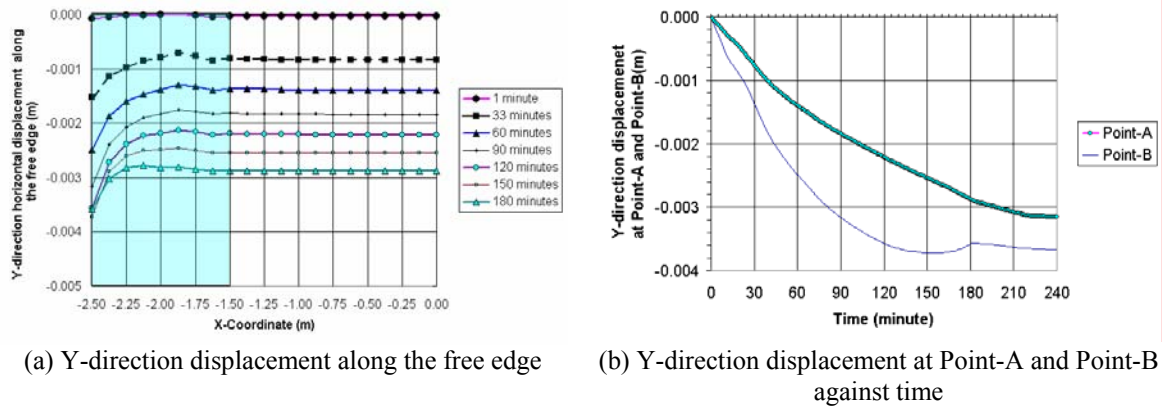 Y-direction horizontal displacement along
the free edge (m)
0.000
-0.001
-0.002
-0.003
-0.004
-0.005
-2.50 -2.25 -2.00 -1.75 -1.50 -1.25 -1.00 -0.75 -0.50 -0.25 0.00
X-Coordinate (m)
1 minute
33 minutes
60 minutes
90 minutes
120 minutes
150 minutes
180 minutes
(a) Y-direction displacement along the free edge
Y-direction displacemenet
at Point-A and Point-B(m)
0.000
-0.001
-0.002
-0.003
-0.004
0 30 60 90 120 150 180 210 240
Time (minute)
Point-A
Point-B
(b) Y-direction displacement at Point-A and Point-B
against time